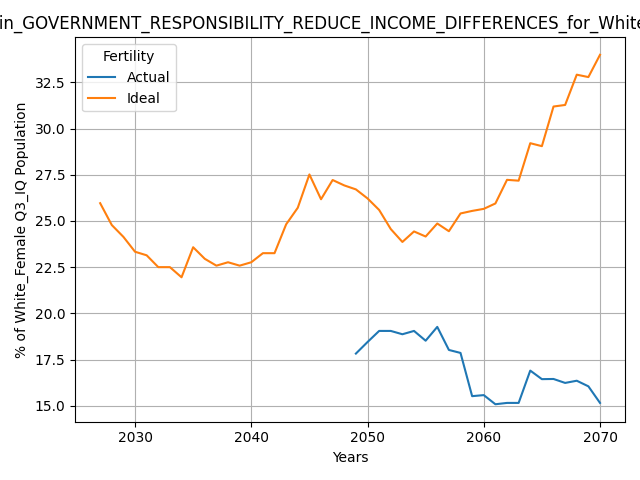 in_GOVERNMENT_RESPONSIBILITY_REDUCE_INCOME_DIFFERENCES_for_White
Fertility
Actual
Ideal
% of White_Female Q3_IQ Population
32.5
30.0
27.5
25.0
22.5
20.0
17.5
15.0
2030 2040 2050 2060 2070
Years